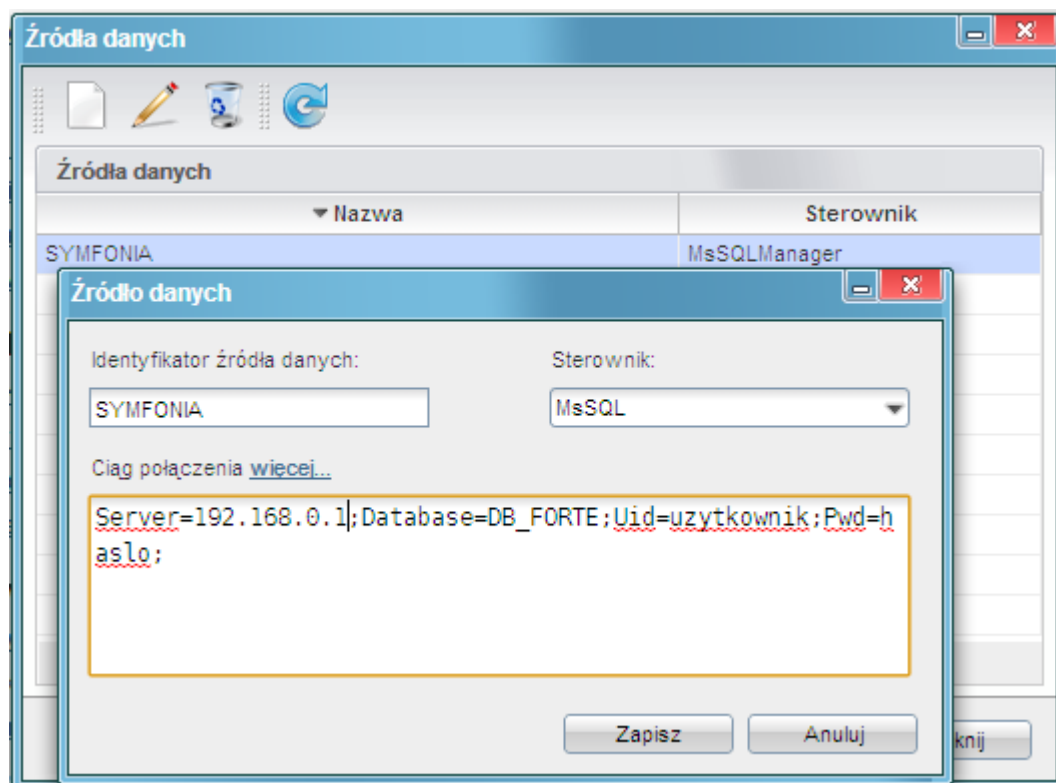 Źródła danych
Źródła danych
Nazwa Sterownik
SYMFONIA MsSQLManager
Źródło danych
Identyfikator źródła danych: Sterownik:
SYMFONIA MsSQL
Ciąg połączenia więcej...
Server=192.168.0.1;Database=DB_FORTE;Uid=uzytkownik;Pwd=h
aslo;
Zapisz Anuluj
knij